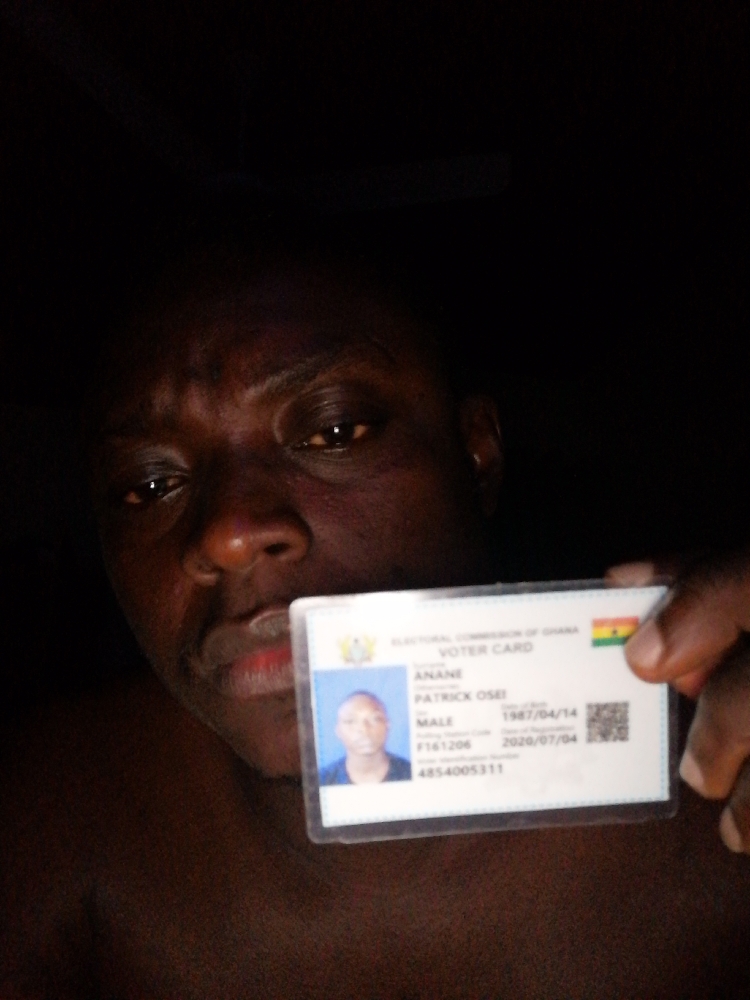 ELECTORAL COMMISSION OF GHANA
VOTER CARD
Surname
ANANE
Othernames
PATRICK OSEI
Sex
MALE
Date of Birth
1987/04/14
Polling Station Code
F161206
Date of Registration
2020/07/04
Voter Identification Number
4854005311